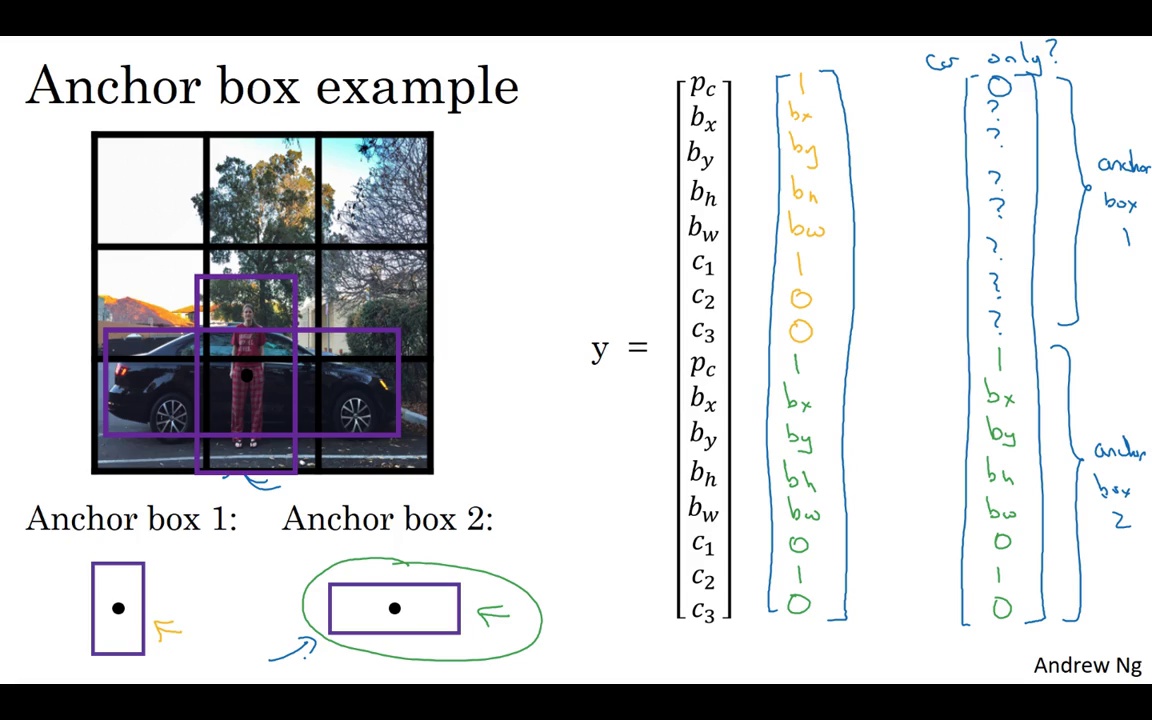 Anchor box example
car only?
y =
p_c 1 0
b_x bx ?
b_y by ?
b_h bh ?
b_w bw ?
c_1 1 ?
c_2 0 ?
c_3 0 ?
p_c 1 1
b_x bx bx
b_y by by
b_h bh bh
b_w bw bw
c_1 0 0
c_2 1 1
c_3 0 0
anchor
box
1
anchor
box
2
Anchor box 1: Anchor box 2:
?
Andrew Ng